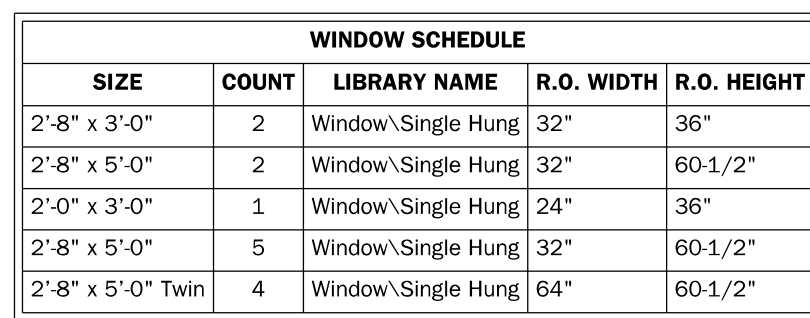 WINDOW SCHEDULE
SIZE COUNT LIBRARY NAME R.O. WIDTH R.O. HEIGHT
2'-8" x 3'-0" 2 Window\Single Hung 32" 36"
2'-8" x 5'-0" 2 Window\Single Hung 32" 60-1/2"
2'-0" x 3'-0" 1 Window\Single Hung 24" 36"
2'-8" x 5'-0" 5 Window\Single Hung 32" 60-1/2"
2'-8" x 5'-0" Twin 4 Window\Single Hung 64" 60-1/2"